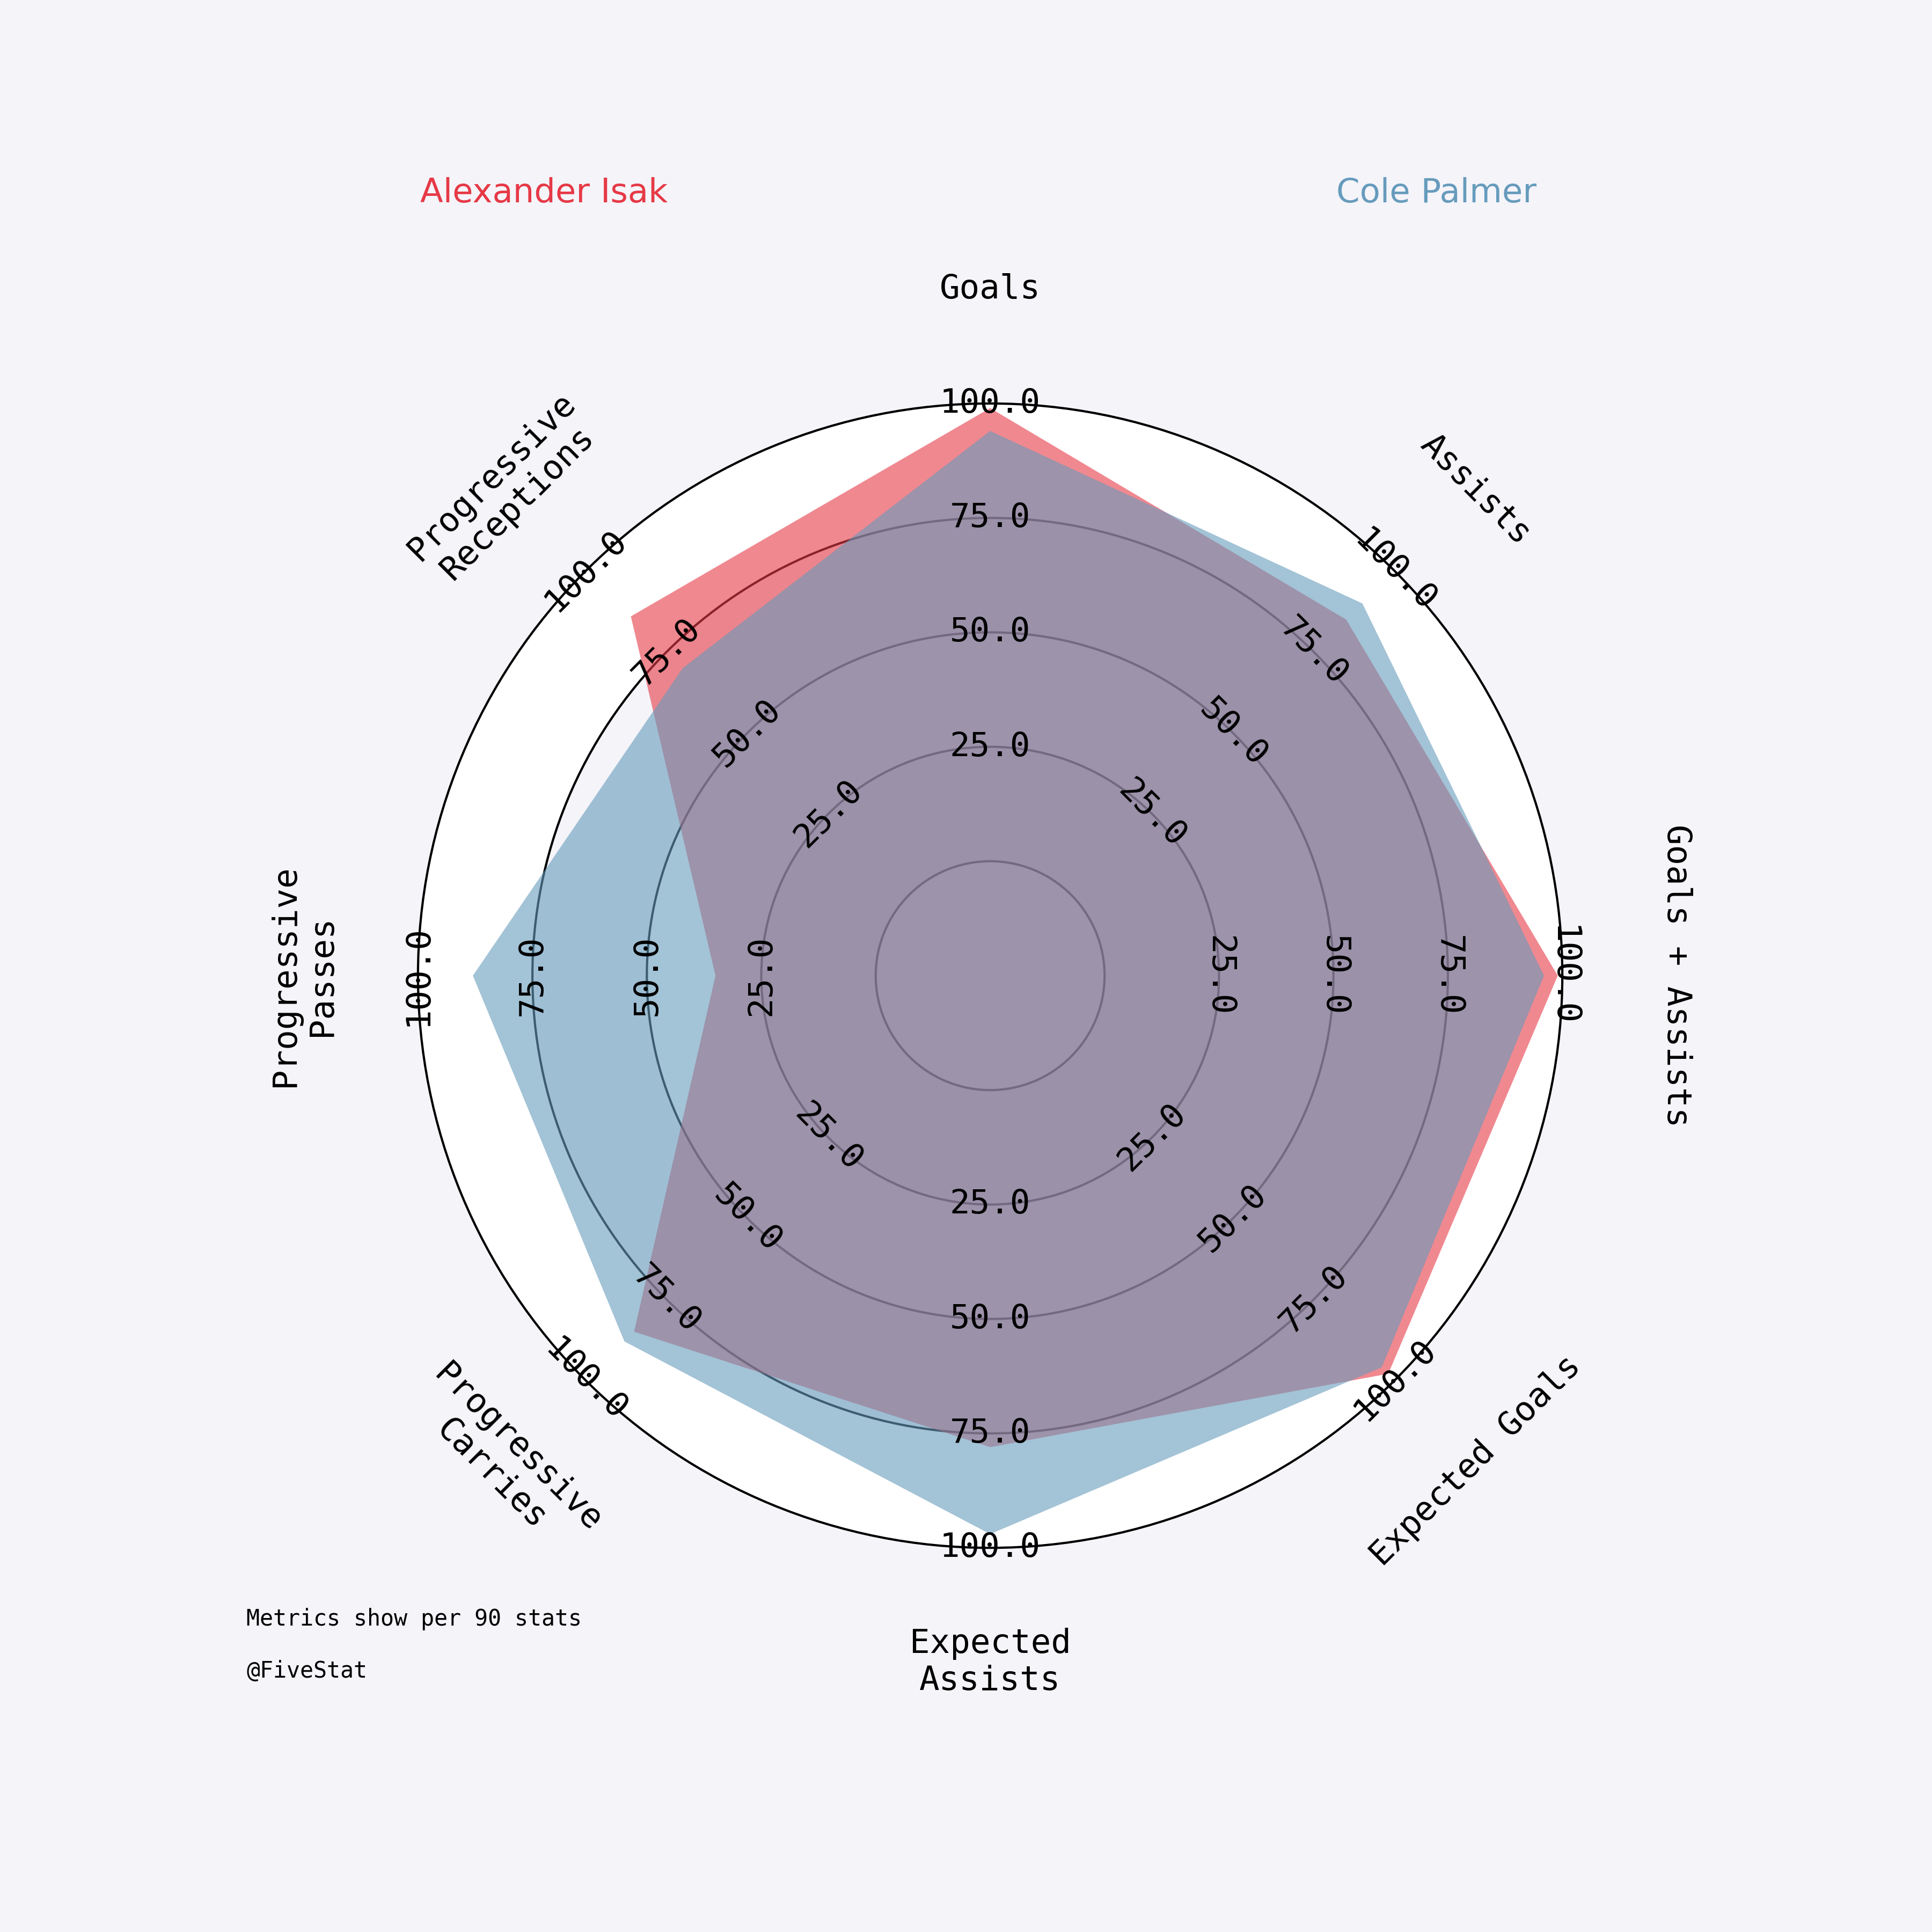 Alexander Isak
Cole Palmer
Goals
Assists
Goals + Assists
Expected Goals
Expected
Assists
Progressive
Carries
Progressive
Passes
Progressive
Receptions
25.0
50.0
75.0
100.0
25.0
50.0
75.0
100.0
25.0
50.0
75.0
100.0
25.0
50.0
75.0
100.0
25.0
50.0
75.0
100.0
25.0
50.0
75.0
100.0
25.0
50.0
75.0
100.0
25.0
50.0
75.0
100.0
Metrics show per 90 stats
@FiveStat